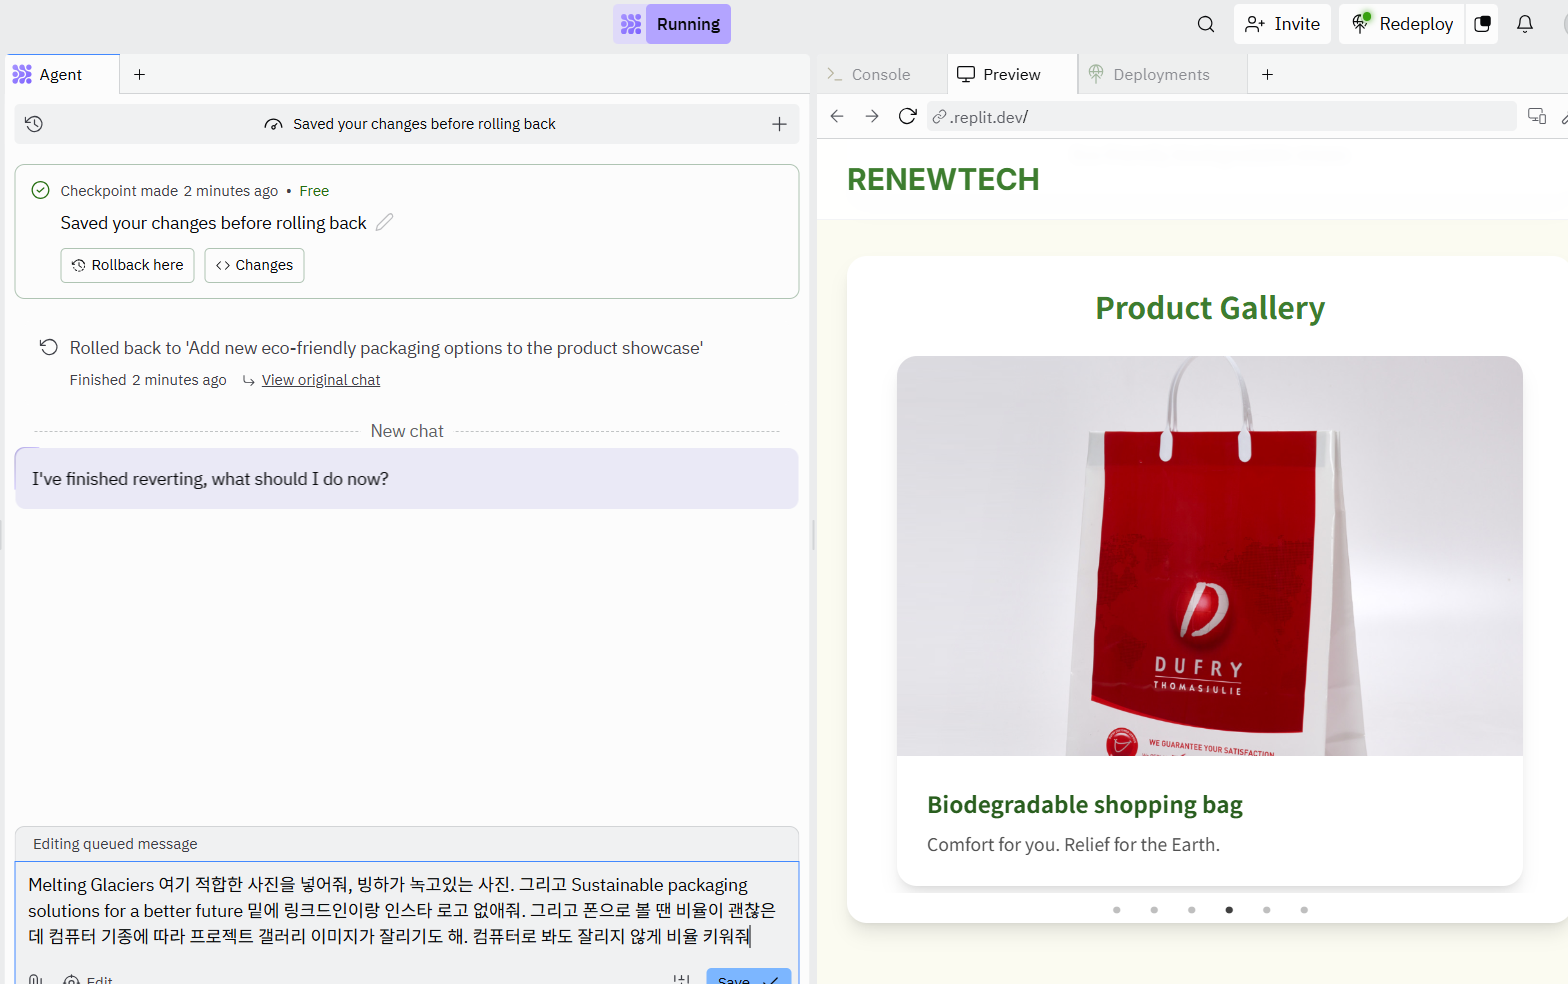 Running
Invite
Redeploy
Agent
Console
Preview
Deployments
Saved your changes before rolling back
.replit.dev/
Checkpoint made 2 minutes ago • Free
Saved your changes before rolling back
Rollback here
Changes
Rolled back to 'Add new eco-friendly packaging options to the product showcase'
Finished 2 minutes ago
View original chat
New chat
I've finished reverting, what should I do now?
Editing queued message
Melting Glaciers 여기 적합한 사진을 넣어줘, 빙하가 녹고있는 사진. 그리고 Sustainable packaging
solutions for a better future 밑에 링크드인이랑 인스타 로고 없애줘. 그리고 폰으로 볼 땐 비율이 괜찮은
데 컴퓨터 기종에 따라 프로젝트 갤러리 이미지가 잘리기도 해. 컴퓨터로 봐도 잘리지 않게 비율 키워줘
Edit
Save
RENEWTECH
Product Gallery
D
DUFRY
THOMASJULIE
WE GUARANTEE YOUR SATISFACTION
Biodegradable shopping bag
Comfort for you. Relief for the Earth.